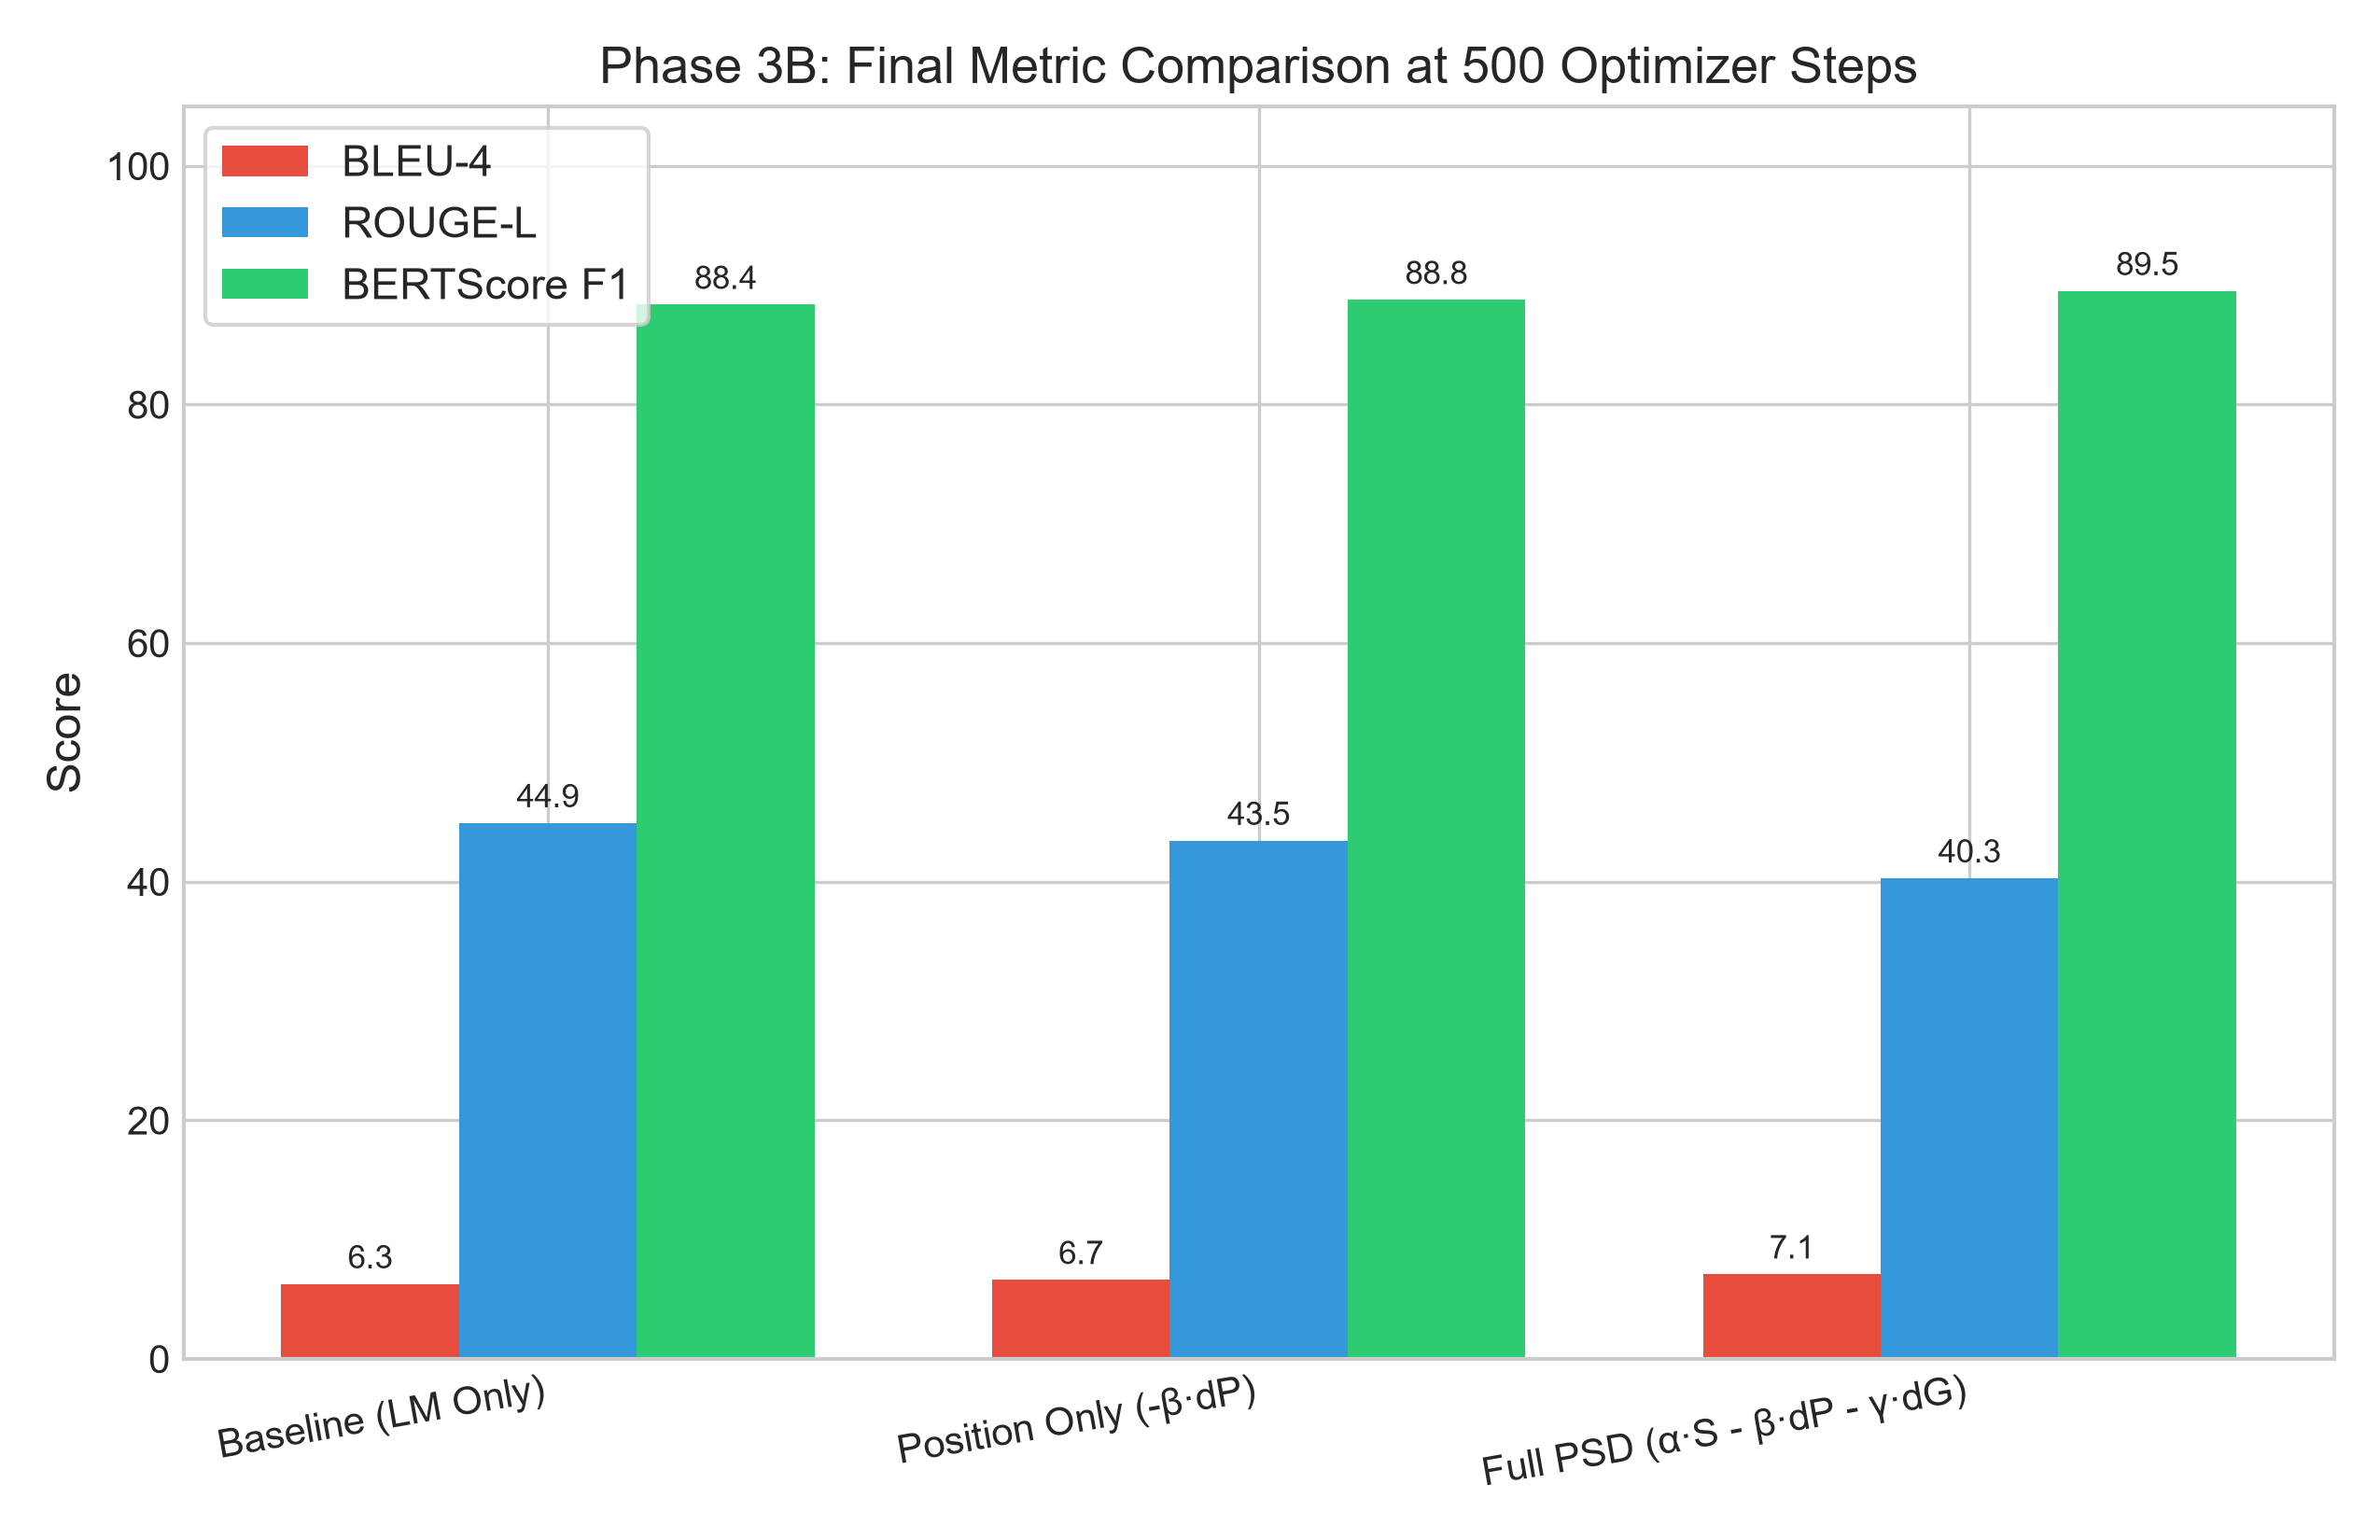 Phase 3B: Final Metric Comparison at 500 Optimizer Steps
BLEU-4
ROUGE-L
BERTScore F1
Score
100
80
60
40
20
0
6.3
44.9
88.4
6.7
43.5
88.8
7.1
40.3
89.5
Baseline (LM Only)
Position Only (-β·dP)
Full PSD (α·S - β·dP - γ·dG)